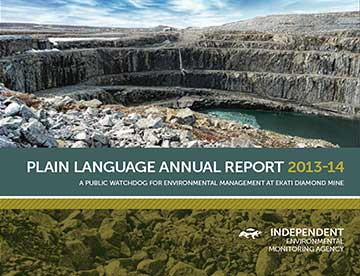 PLAIN LANGUAGE ANNUAL REPORT 2013-14
A PUBLIC WATCHDOG FOR ENVIRONMENTAL MANAGEMENT AT EKATI DIAMOND MINE
INDEPENDENT
ENVIRONMENTAL
MONITORING AGENCY